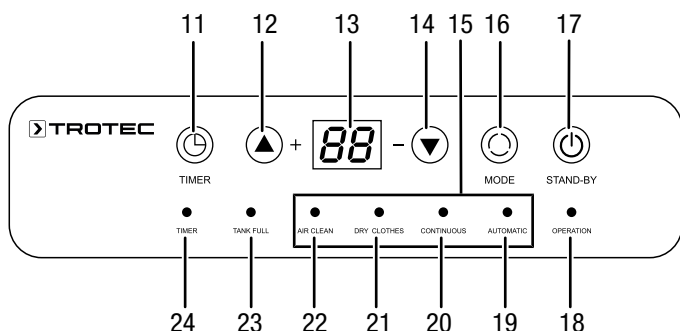 11 12 13 14 15 16 17
TROTEC
+ 88 -
TIMER MODE STAND-BY
TIMER TANK FULL AIR CLEAN DRY CLOTHES CONTINUOUS AUTOMATIC OPERATION
24 23 22 21 20 19 18